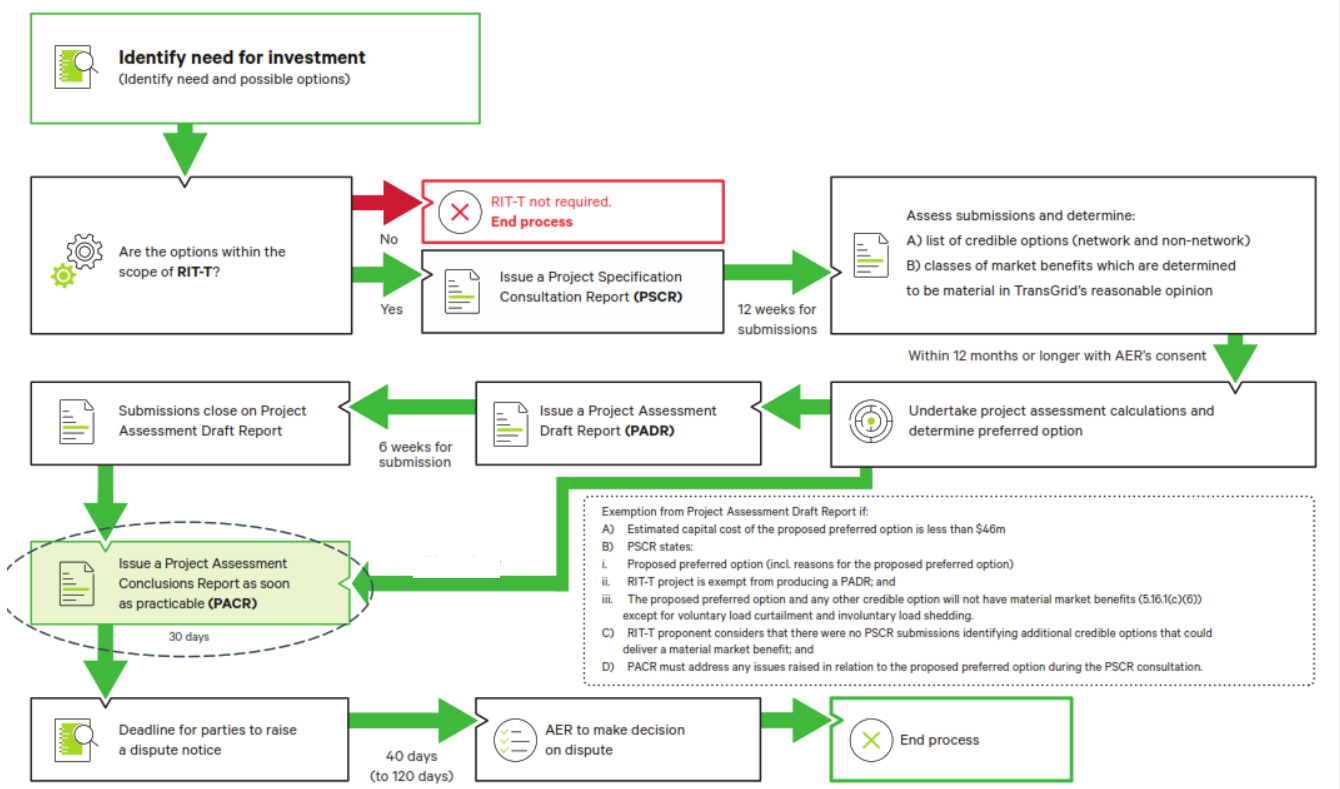 Identify need for investment
(Identify need and possible options)
Are the options within the
scope of RIT-T?
No
Yes
RIT-T not required.
End process
Issue a Project Specification
Consultation Report (PSCR)
12 weeks for
submissions
Assess submissions and determine:
A) list of credible options (network and non-network)
B) classes of market benefits which are determined
to be material in TransGrid's reasonable opinion
Within 12 months or longer with AER's consent
Undertake project assessment calculations and
determine preferred option
Issue a Project Assessment
Draft Report (PADR)
6 weeks for
submission
Submissions close on Project
Assessment Draft Report
Exemption from Project Assessment Draft Report if:
A) Estimated capital cost of the proposed preferred option is less than $46m
B) PSCR states:
i. Proposed preferred option (incl. reasons for the proposed preferred option)
ii. RIT-T project is exempt from producing a PADR; and
iii. The proposed preferred option and any other credible option will not have material market benefits (5.16.1(c)(6))
except for voluntary load curtailment and involuntary load shedding.
C) RIT-T proponent considers that there were no PSCR submissions identifying additional credible options that could
deliver a material market benefit; and
D) PACR must address any issues raised in relation to the proposed preferred option during the PSCR consultation.
Issue a Project Assessment
Conclusions Report as soon
as practicable (PACR)
30 days
Deadline for parties to raise
a dispute notice
40 days
(to 120 days)
AER to make decision
on dispute
End process